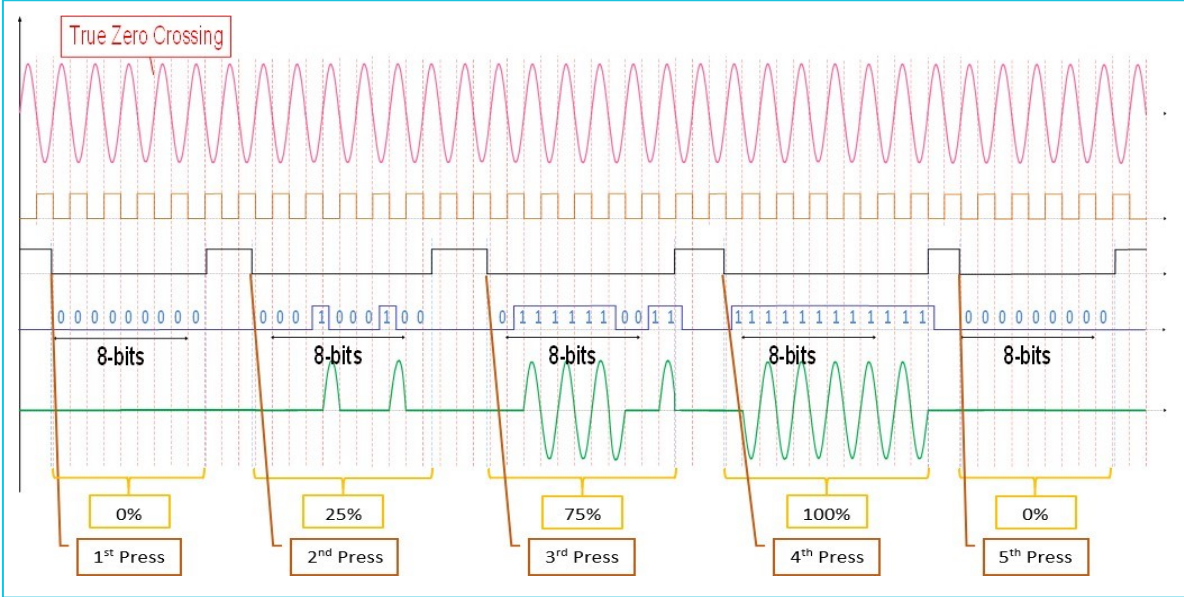 True Zero Crossing
0 0 0 0 0 0 0 0 0
0 0 0 1 0 0 0 1 0 0
0 1 1 1 1 1 1 0 0 1 1
1 1 1 1 1 1 1 1 1 1 1 1
0 0 0 0 0 0 0 0 0
8-bits
8-bits
8-bits
8-bits
8-bits
0%
25%
75%
100%
0%
1st Press
2nd Press
3rd Press
4th Press
5th Press